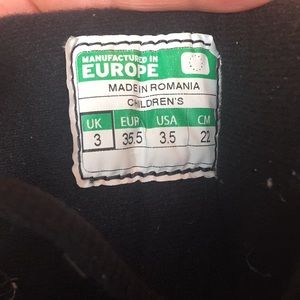 MANUFACTURED IN
EUROPE
MADE IN ROMANIA
CHILDREN'S
UK EUR USA CM
3 35.5 3.5 22